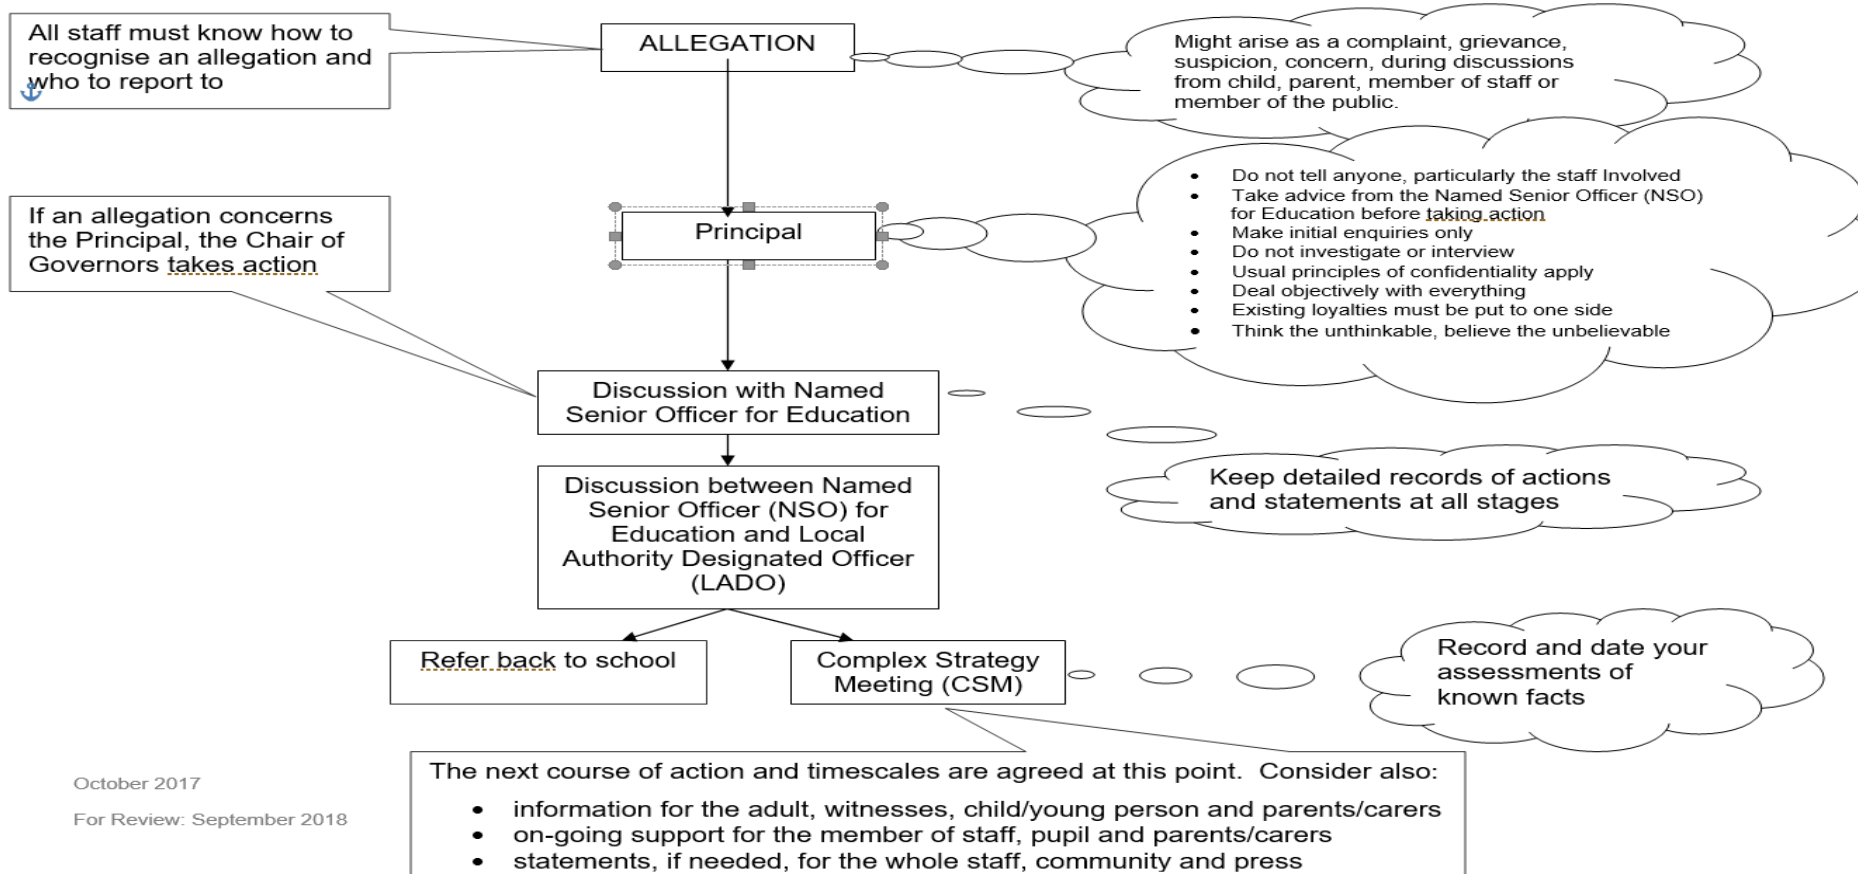 All staff must know how to
recognise an allegation and
who to report to
ALLEGATION
Might arise as a complaint, grievance,
suspicion, concern, during discussions
from child, parent, member of staff or
member of the public.
If an allegation concerns
the Principal, the Chair of
Governors takes action
Principal
• Do not tell anyone, particularly the staff Involved
• Take advice from the Named Senior Officer (NSO)
for Education before taking action
• Make initial enquiries only
• Do not investigate or interview
• Usual principles of confidentiality apply
• Deal objectively with everything
• Existing loyalties must be put to one side
• Think the unthinkable, believe the unbelievable
Discussion with Named
Senior Officer for Education
Keep detailed records of actions
and statements at all stages
Discussion between Named
Senior Officer (NSO) for
Education and Local
Authority Designated Officer
(LADO)
Refer back to school
Complex Strategy
Meeting (CSM)
Record and date your
assessments of
known facts
The next course of action and timescales are agreed at this point.  Consider also:
• information for the adult, witnesses, child/young person and parents/carers
• on-going support for the member of staff, pupil and parents/carers
• statements, if needed, for the whole staff, community and press
October 2017
For Review: September 2018